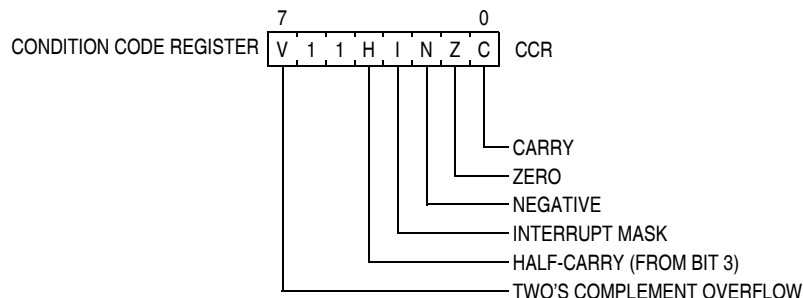 7 0
CONDITION CODE REGISTER V 1 1 H I N Z C CCR
CARRY
ZERO
NEGATIVE
INTERRUPT MASK
HALF-CARRY (FROM BIT 3)
TWO'S COMPLEMENT OVERFLOW